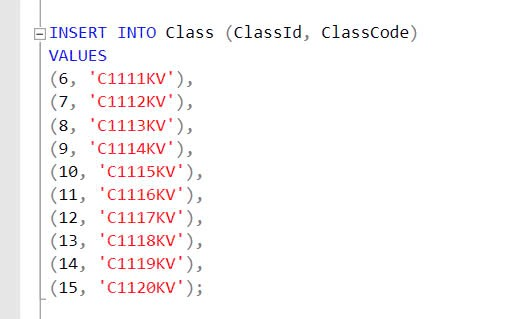 INSERT INTO Class (ClassId, ClassCode)
VALUES
(6, 'C1111KV'),
(7, 'C1112KV'),
(8, 'C1113KV'),
(9, 'C1114KV'),
(10, 'C1115KV'),
(11, 'C1116KV'),
(12, 'C1117KV'),
(13, 'C1118KV'),
(14, 'C1119KV'),
(15, 'C1120KV');